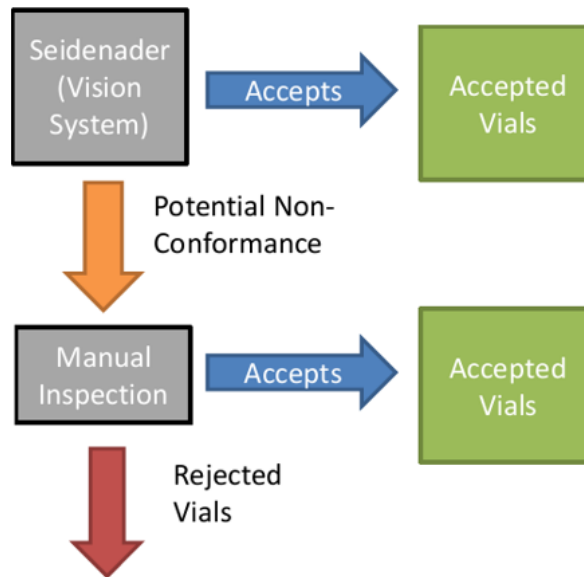 Seidenader
(Vision
System)
Accepts
Accepted
Vials
Potential Non-
Conformance
Manual
Inspection
Accepts
Accepted
Vials
Rejected
Vials